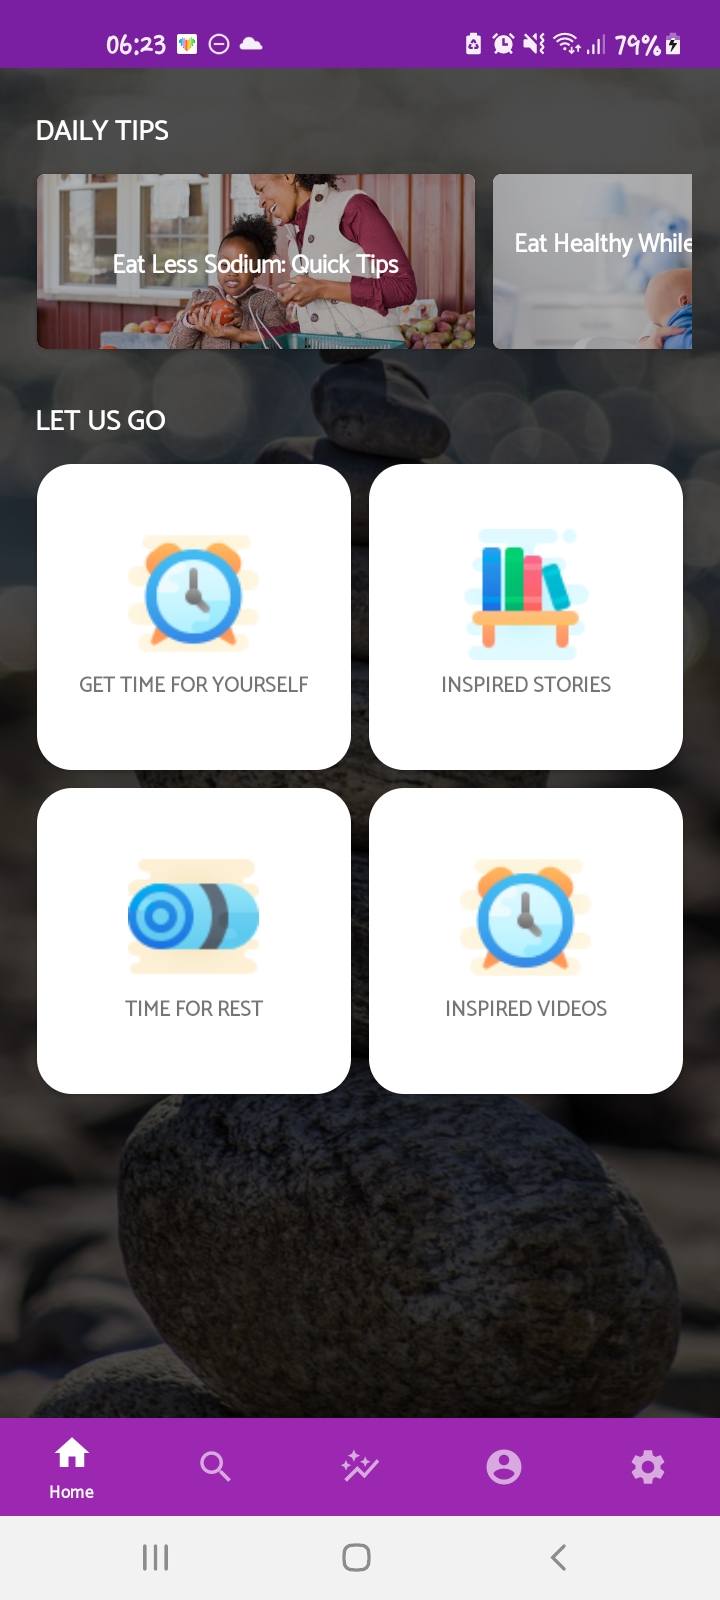 06:23
79%
DAILY TIPS
Eat Less Sodium: Quick Tips
Eat Healthy While
LET US GO
GET TIME FOR YOURSELF
INSPIRED STORIES
TIME FOR REST
INSPIRED VIDEOS
Home